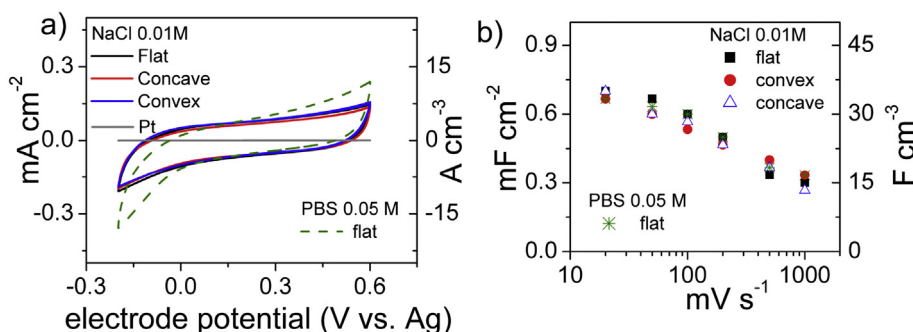 a)
NaCl 0.01M
Flat
Concave
Convex
Pt
PBS 0.05 M
flat
0.3
0.0
-0.3
mA cm-2
15
0
-15
A cm-3
-0.3
0.0
0.3
0.6
electrode potential (V vs. Ag)
b)
NaCl 0.01M
flat
convex
concave
PBS 0.05 M
flat
0.9
0.6
0.3
0.0
mF cm-2
45
30
15
0
F cm-3
10
100
1000
mV s-1